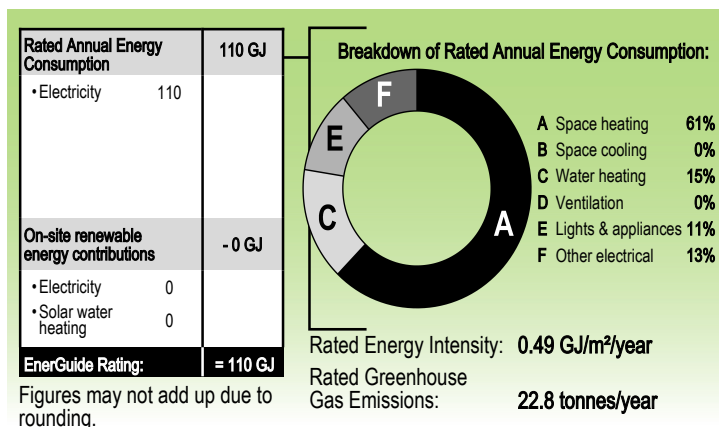 Rated Annual Energy
Consumption
110 GJ
• Electricity 110
On-site renewable
energy contributions
- 0 GJ
• Electricity 0
• Solar water
heating 0
EnerGuide Rating: = 110 GJ
Figures may not add up due to
rounding.
Breakdown of Rated Annual Energy Consumption:
F
E
C
A
A Space heating 61%
B Space cooling 0%
C Water heating 15%
D Ventilation 0%
E Lights & appliances 11%
F Other electrical 13%
Rated Energy Intensity: 0.49 GJ/m²/year
Rated Greenhouse
Gas Emissions: 22.8 tonnes/year